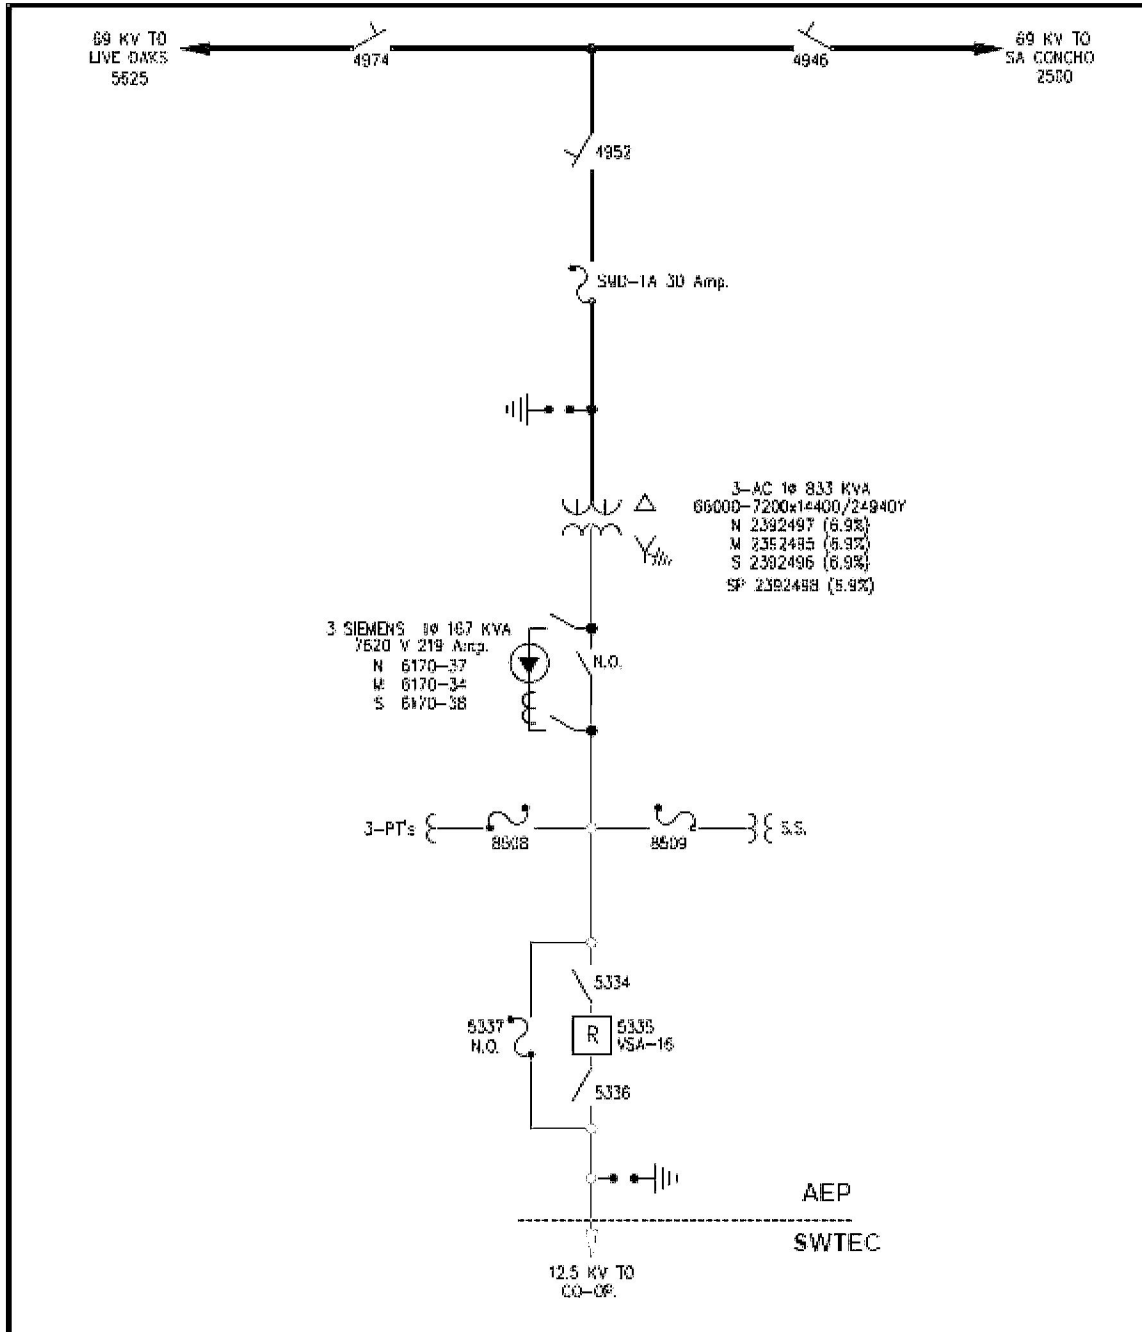 69 KV TO
LIVE OAKS
5625
4974
4946
69 KV TO
SA CONCHO
2500
4952
SMD-1A 30 Amp.
3-AC 1ø 833 KVA
66000-7200x14400/24940Y
N 2392497 (6.9%)
M 2392495 (6.9%)
S 2392496 (6.9%)
SP 2392498 (6.9%)
3 SIEMENS 1ø 167 KVA
7620 V 219 Amp.
N 6170-37
M 6170-34
S 6170-38
N.O.
3-PT's
8508
8509
S.S.
5334
5337
N.O.
R
5335
VSA-16
5336
AEP
SWTEC
12.5 KV TO
CO-OP.